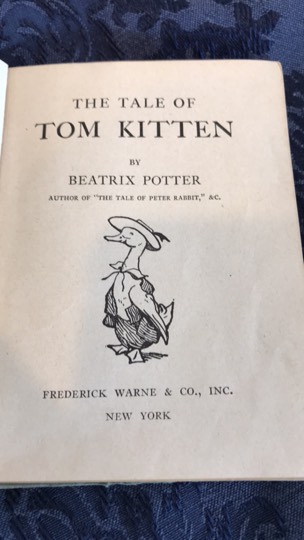 THE TALE OF
TOM KITTEN
BY
BEATRIX POTTER
AUTHOR OF "THE TALE OF PETER RABBIT," &C.
FREDERICK WARNE & CO., INC.
NEW YORK